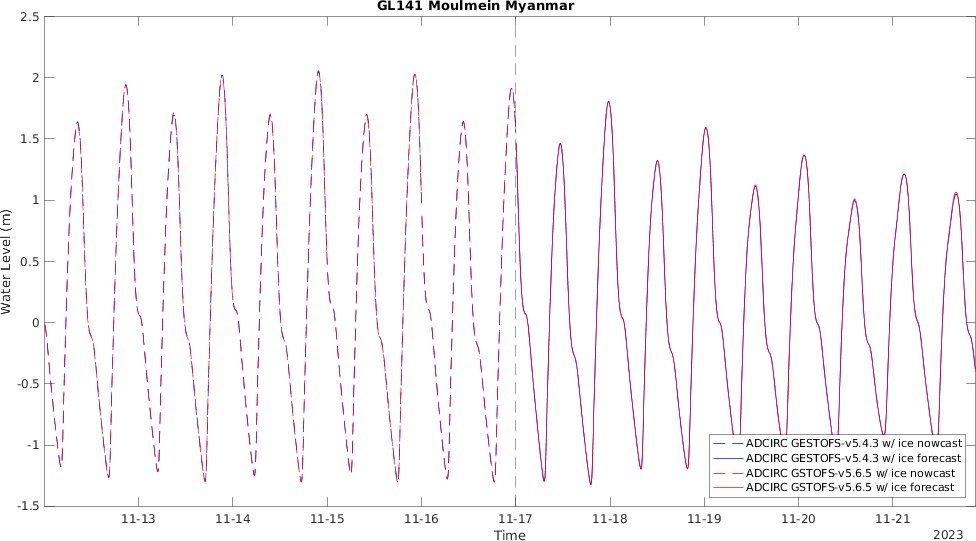 GL141 Moulmein Myanmar
2.5
2
1.5
1
0.5
0
-0.5
-1
-1.5
Water Level (m)
11-13
11-14
11-15
11-16
11-17
11-18
11-19
11-20
11-21
Time
2023
ADCIRC GESTOFS-v5.4.3 w/ ice nowcast
ADCIRC GESTOFS-v5.4.3 w/ ice forecast
ADCIRC GSTOFS-v5.6.5 w/ ice nowcast
ADCIRC GSTOFS-v5.6.5 w/ ice forecast